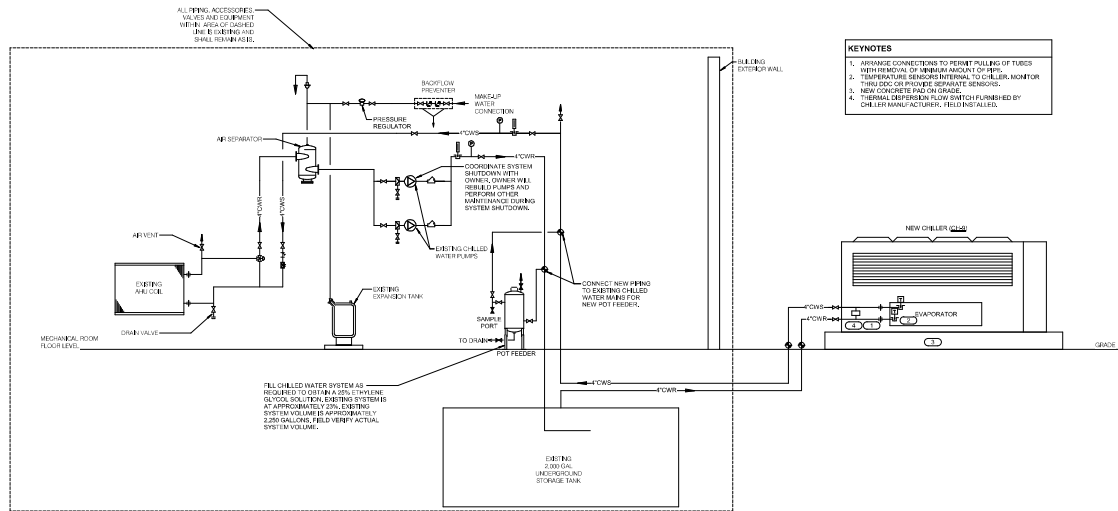 ALL PIPING, ACCESSORIES,
VALVES AND EQUIPMENT
WITHIN AREA OF DASHED
LINE IS EXISTING AND
SHALL REMAIN AS IS.
BUILDING
EXTERIOR WALL
KEYNOTES
1. ARRANGE CONNECTIONS TO PERMIT PULLING OF TUBES
WITH REMOVAL OF MINIMUM AMOUNT OF PIPE.
2. TEMPERATURE SENSORS INTERNAL TO CHILLER. MONITOR
THRU DDC OR PROVIDE SEPARATE SENSORS.
3. NEW CONCRETE PAD ON GRADE.
4. THERMAL DISPERSION FLOW SWITCH FURNISHED BY
CHILLER MANUFACTURER. FIELD INSTALLED.
BACKFLOW
PREVENTER
MAKE-UP
WATER
CONNECTION
PRESSURE
REGULATOR
AIR SEPARATOR
4"CWS
4"CWR
COORDINATE SYSTEM
SHUTDOWN WITH
OWNER, OWNER WILL
REBUILD PUMPS AND
PERFORM OTHER
MAINTENANCE DURING
SYSTEM SHUTDOWN.
4"CWR
4"CWS
AIR VENT
EXISTING CHILLED
WATER PUMPS
NEW CHILLER (CH-9)
EXISTING
AHU COIL
EXISTING
EXPANSION TANK
CONNECT NEW PIPING
TO EXISTING CHILLED
WATER MAINS FOR
NEW POT FEEDER.
SAMPLE
PORT
4"CWS
4"CWR
EVAPORATOR
4
1
2
DRAIN VALVE
TO DRAIN
MECHANICAL ROOM
FLOOR LEVEL
POT FEEDER
3
GRADE
FILL CHILLED WATER SYSTEM AS
REQUIRED TO OBTAIN A 25% ETHYLENE
GLYCOL SOLUTION. EXISTING SYSTEM IS
AT APPROXIMATELY 23%. EXISTING
SYSTEM VOLUME IS APPROXIMATELY
2,250 GALLONS, FIELD VERIFY ACTUAL
SYSTEM VOLUME.
4"CWS
4"CWR
EXISTING
2,000 GAL
UNDERGROUND
STORAGE TANK